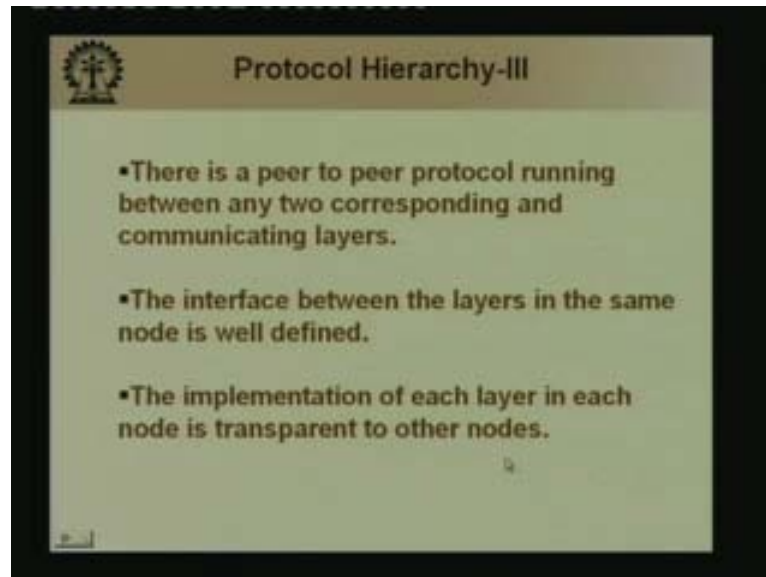 Protocol Hierarchy-III
▪There is a peer to peer protocol running
between any two corresponding and
communicating layers.
▪The interface between the layers in the same
node is well defined.
▪The implementation of each layer in each
node is transparent to other nodes.